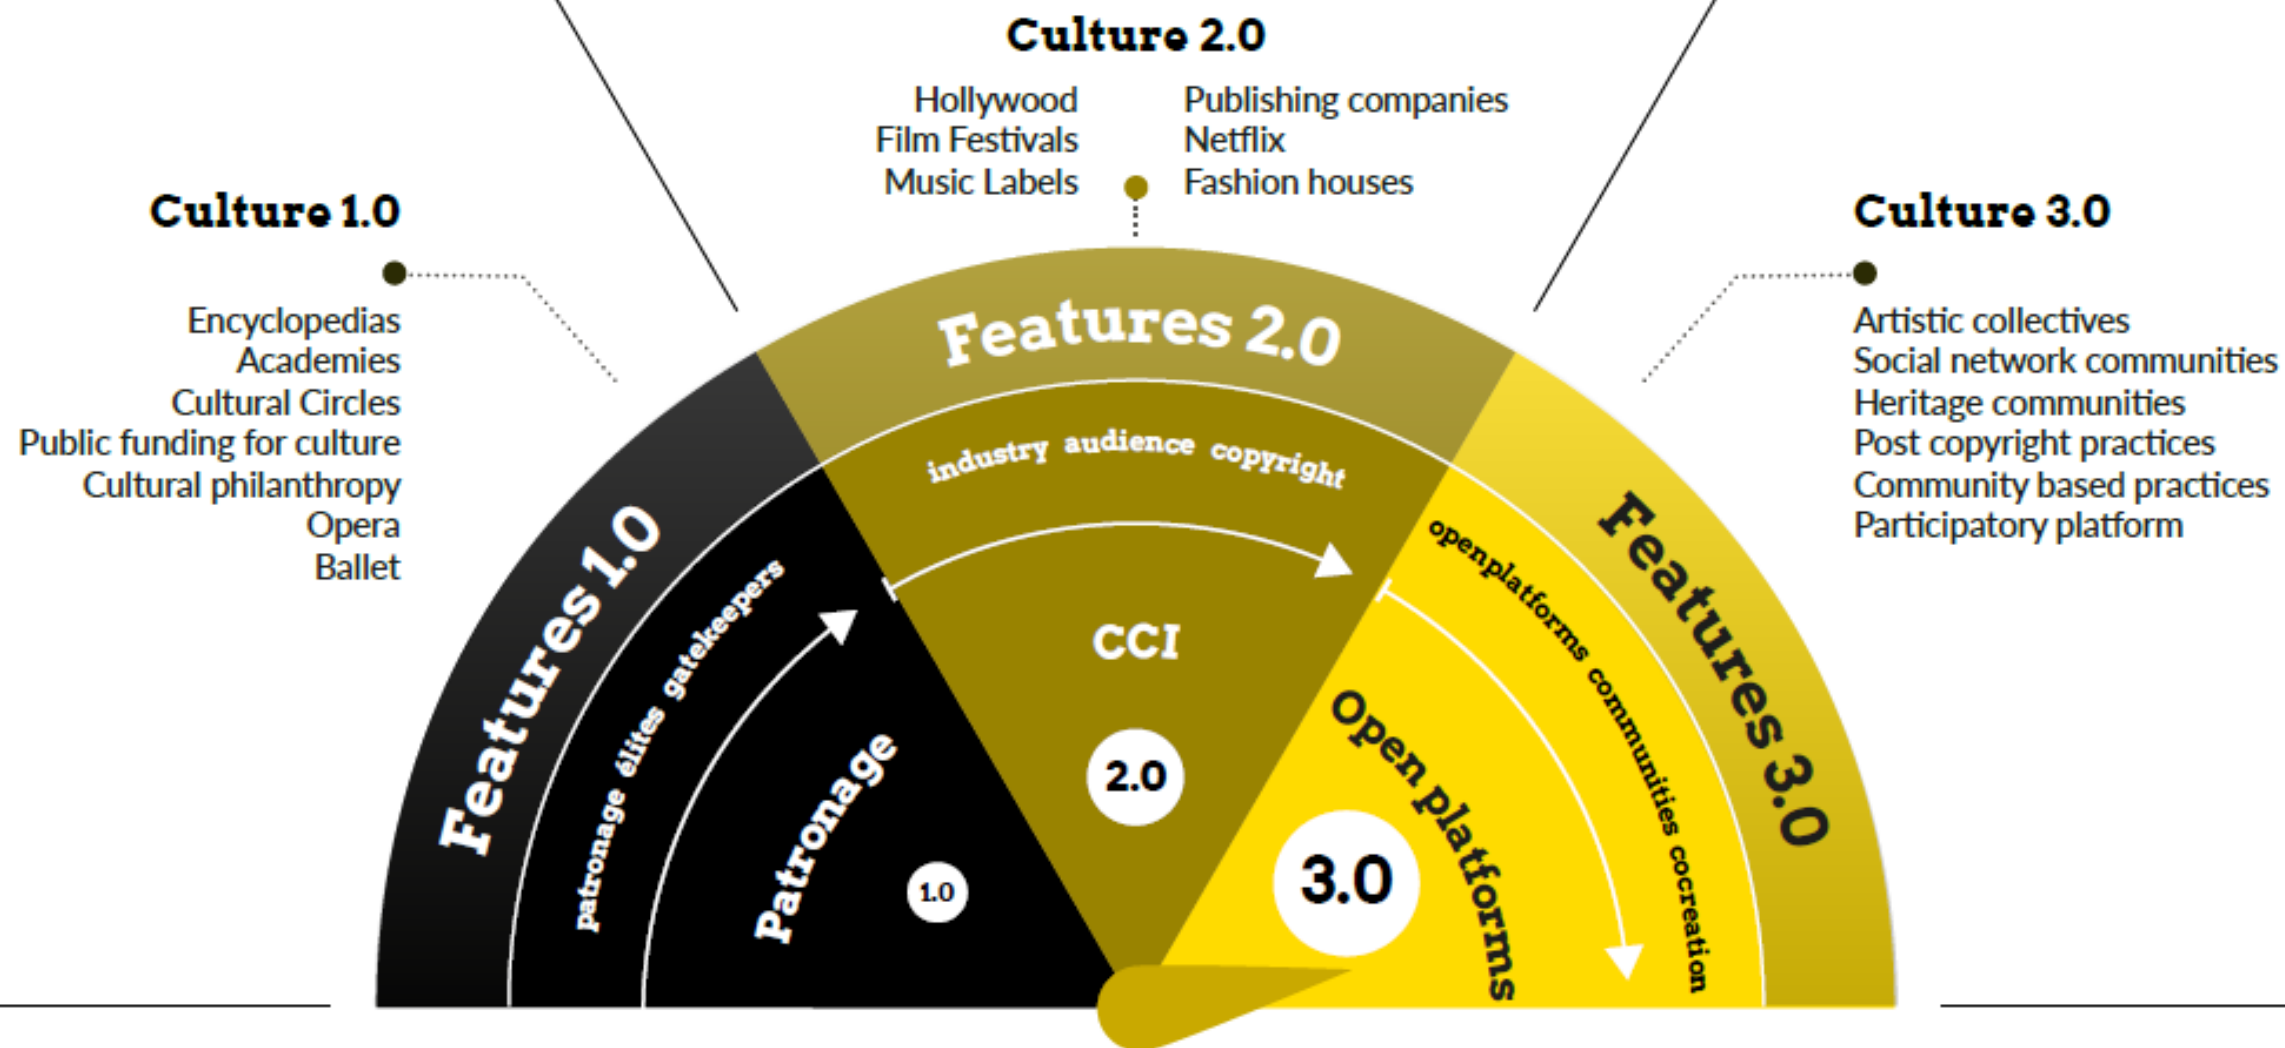 Culture 1.0
Encyclopedias
Academies
Cultural Circles
Public funding for culture
Cultural philanthropy
Opera
Ballet
Culture 2.0
Hollywood
Film Festivals
Music Labels
Publishing companies
Netflix
Fashion houses
Culture 3.0
Artistic collectives
Social network communities
Heritage communities
Post copyright practices
Community based practices
Participatory platform
Features 1.0
patronage élites gatekeepers
Patronage
1.0
Features 2.0
industry audience copyright
CCI
2.0
Features 3.0
openplatforms communities cocreation
Open platforms
3.0